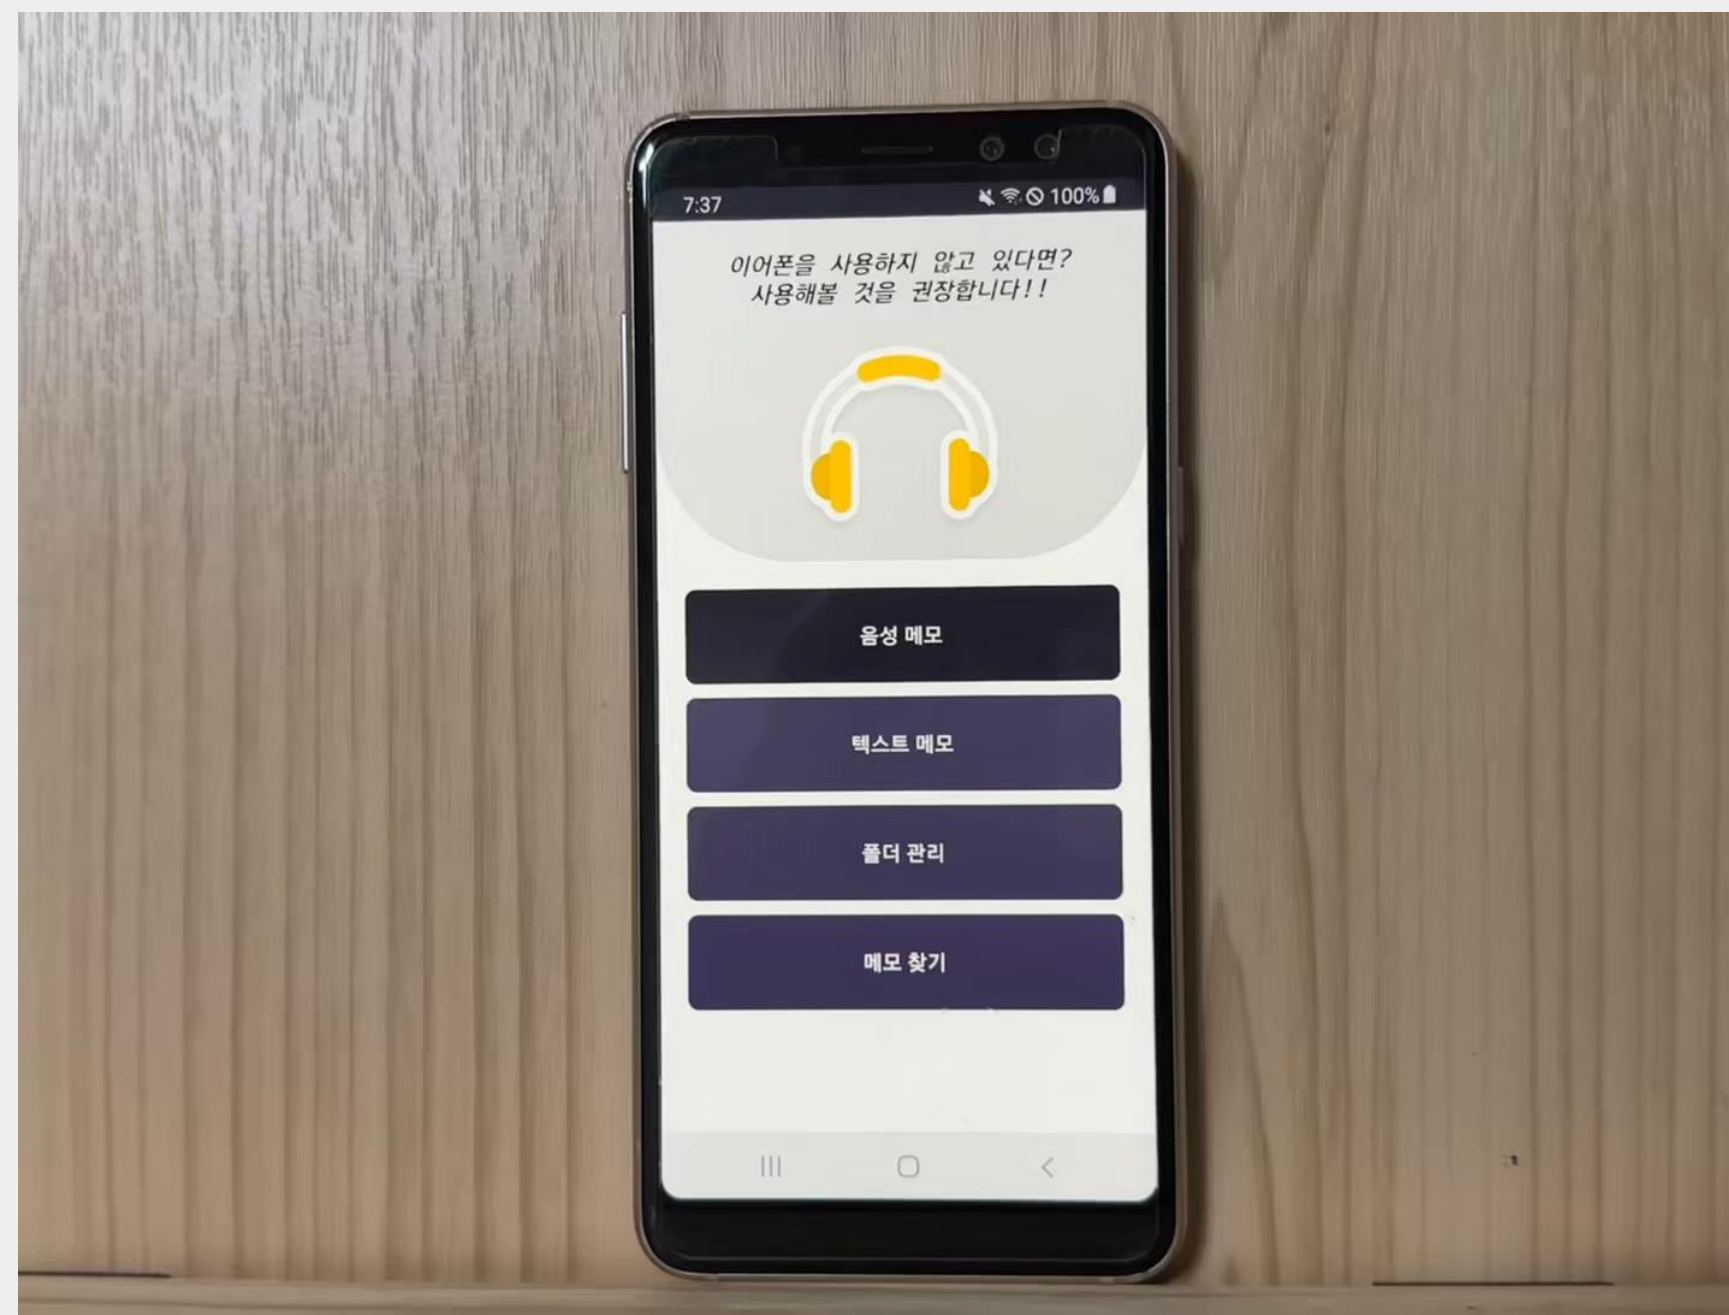 7:37 100%
이어폰을 사용하지 않고 있다면?
사용해볼 것을 권장합니다!!
음성 메모
텍스트 메모
폴더 관리
메모 찾기